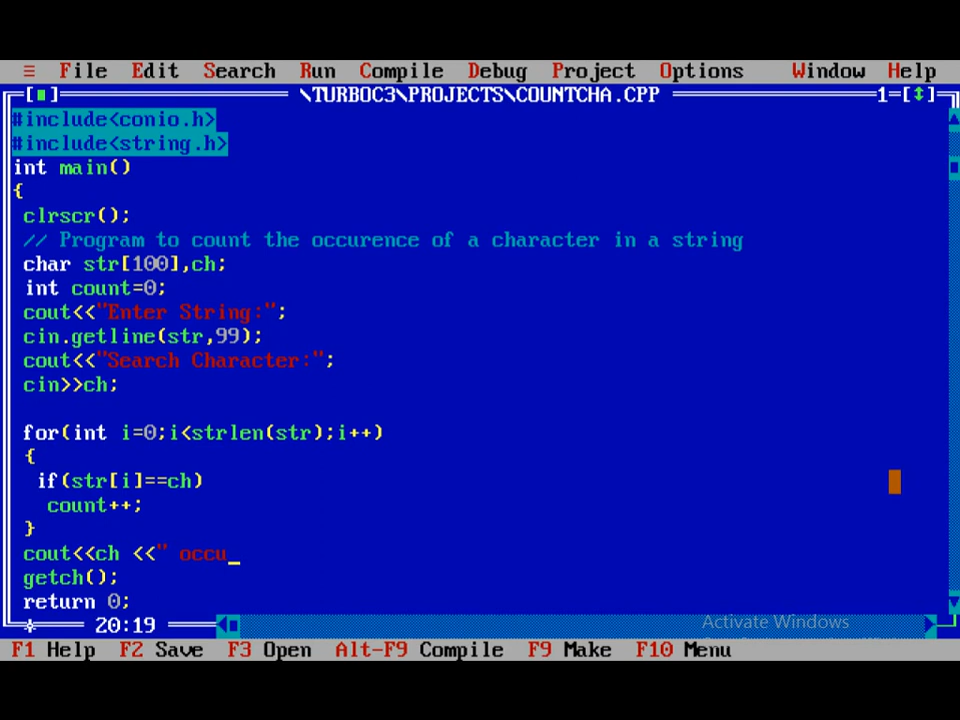 ≡ File Edit Search Run Compile Debug Project Options Window Help
[■] \TURBOC3\PROJECTS\COUNTCHA.CPP 1=[↕]
#include<conio.h>
#include<string.h>
int main()
{
clrscr();
// Program to count the occurence of a character in a string
char str[100],ch;
int count=0;
cout<<"Enter String:";
cin.getline(str,99);
cout<<"Search Character:";
cin>>ch;
for(int i=0;i<strlen(str);i++)
{
if(str[i]==ch)
count++;
}
cout<<ch <<" occu_
getch();
return 0;
20:19
Activate Windows
F1 Help F2 Save F3 Open Alt-F9 Compile F9 Make F10 Menu